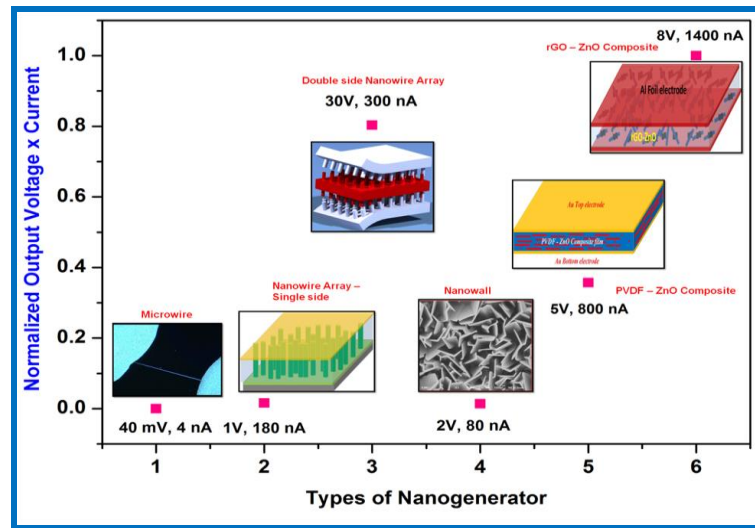 Normalized Output Voltage x Current
1.0
0.8
0.6
0.4
0.2
0.0
Microwire
40 mV, 4 nA
Nanowire Array –
Single side
1V, 180 nA
Double side Nanowire Array
30V, 300 nA
Nanowall
2V, 80 nA
Au Top electrode
PVDF - ZnO Composite film
Au Bottom electrode
5V, 800 nA
PVDF – ZnO Composite
8V, 1400 nA
rGO – ZnO Composite
Al Foil electrode
rGO-ZnO
1 2 3 4 5 6
Types of Nanogenerator